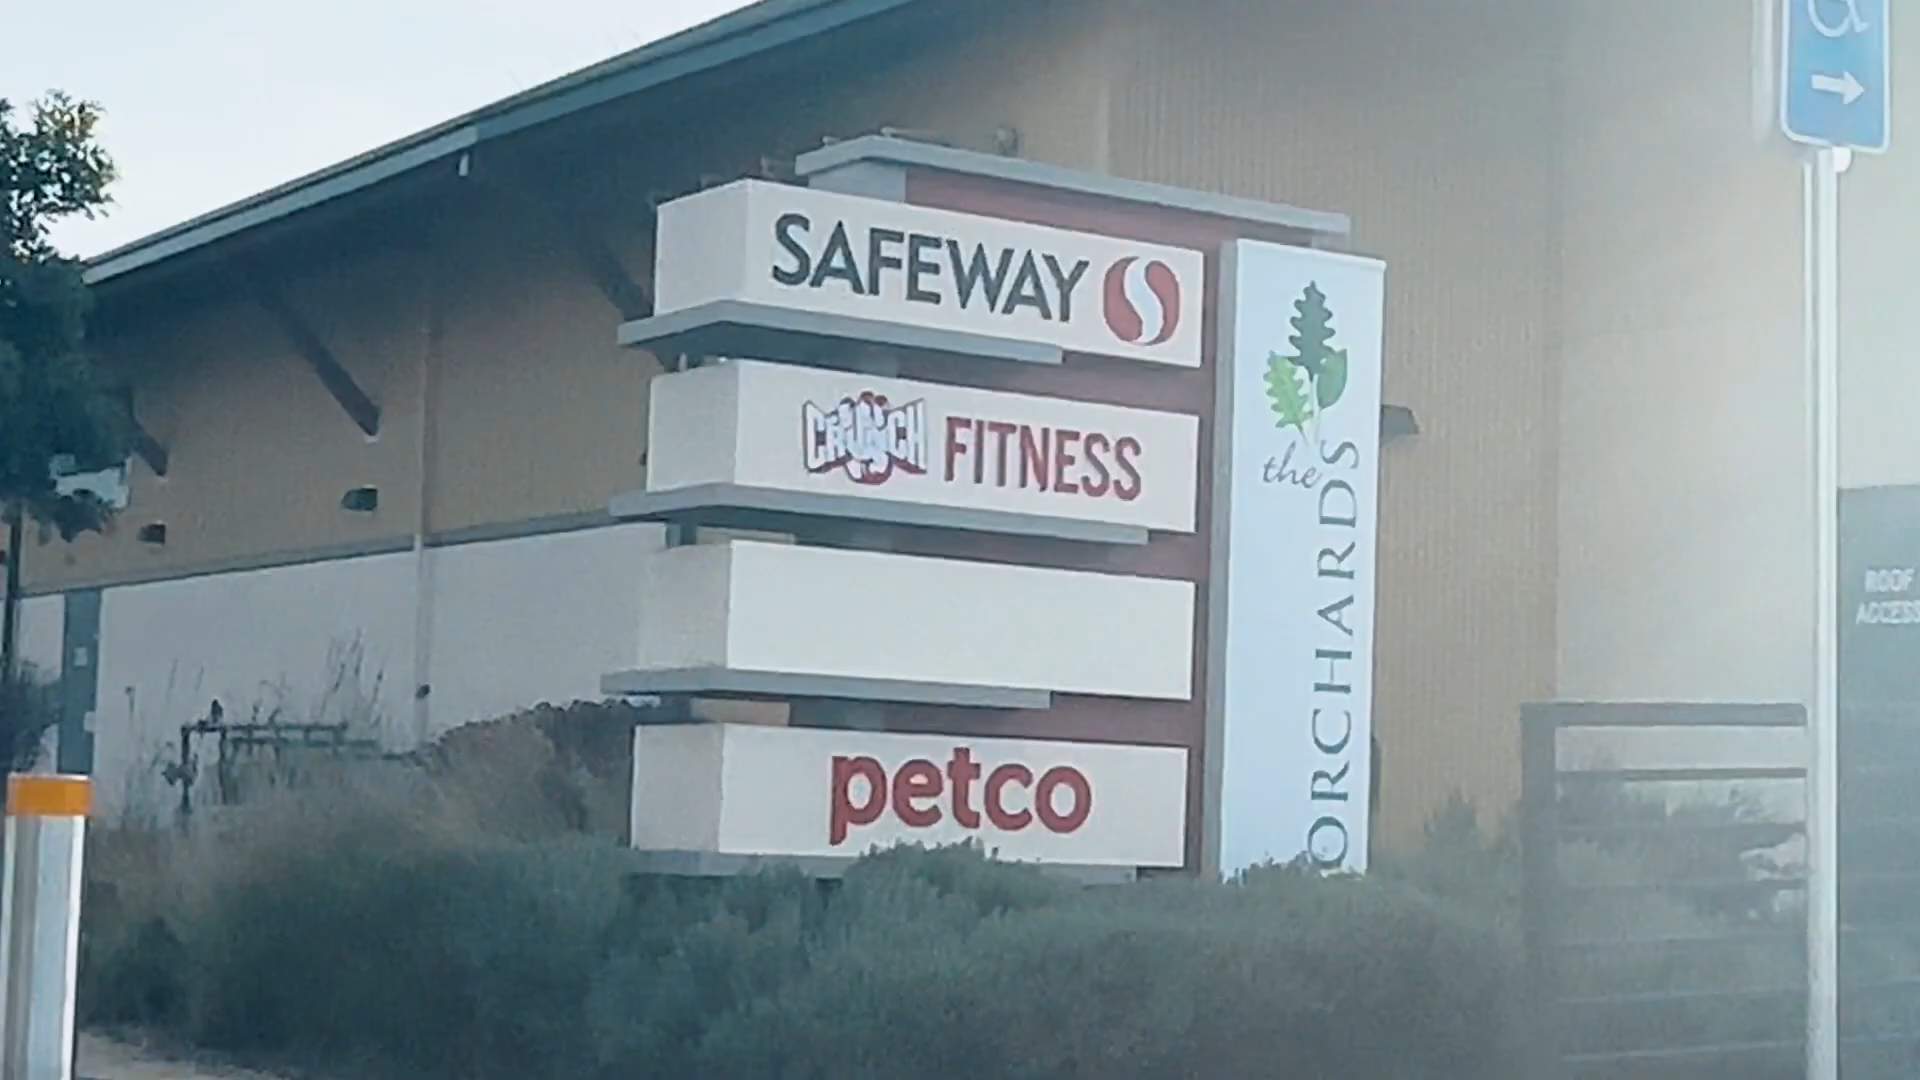 SAFEWAY
CRUNCH FITNESS
petco
the
ORCHARDS
ROOF
ACCESS